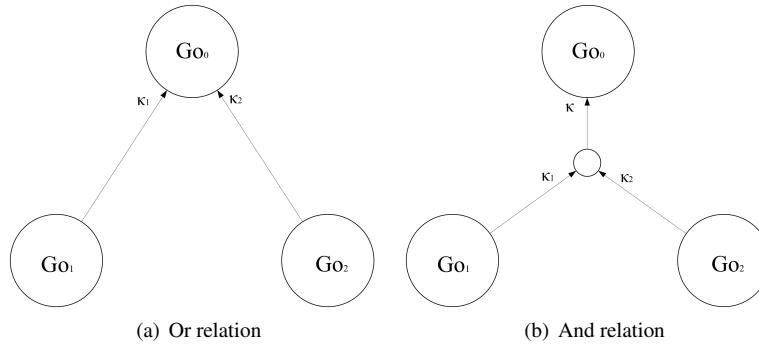 Go₀ Go₀
κ₁ κ₂ κ
κ₁ κ₂
Go₁ Go₂ Go₁ Go₂
(a) Or relation (b) And relation